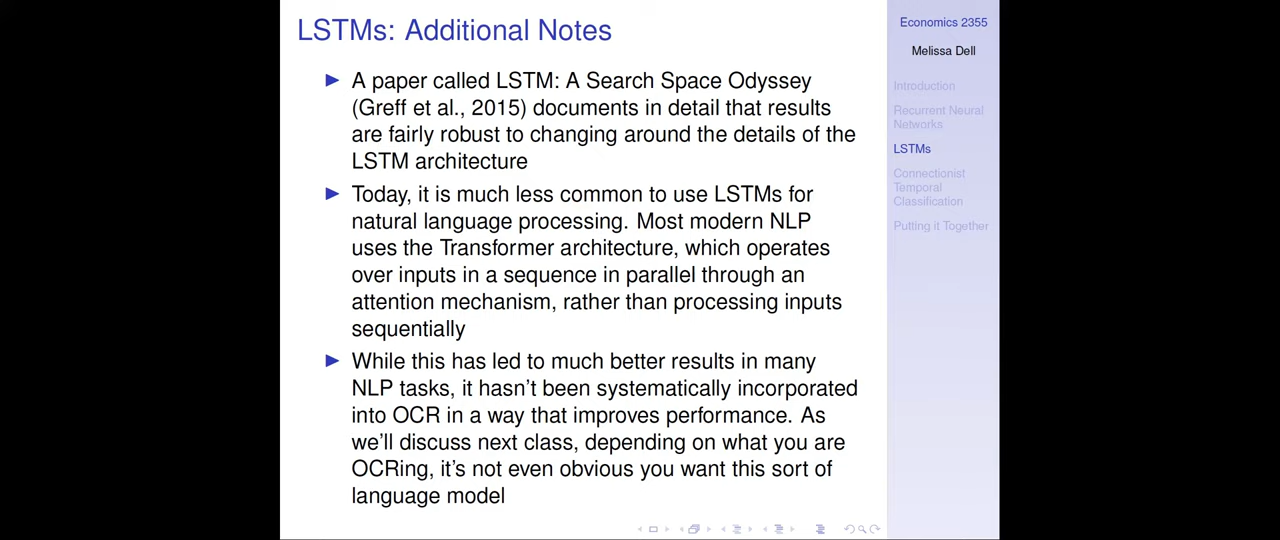 LSTMs: Additional Notes
A paper called LSTM: A Search Space Odyssey
(Greff et al., 2015) documents in detail that results
are fairly robust to changing around the details of the
LSTM architecture
Today, it is much less common to use LSTMs for
natural language processing. Most modern NLP
uses the Transformer architecture, which operates
over inputs in a sequence in parallel through an
attention mechanism, rather than processing inputs
sequentially
While this has led to much better results in many
NLP tasks, it hasn't been systematically incorporated
into OCR in a way that improves performance. As
we'll discuss next class, depending on what you are
OCRing, it's not even obvious you want this sort of
language model
Economics 2355
Melissa Dell
Introduction
Recurrent Neural
Networks
LSTMs
Connectionist
Temporal
Classification
Putting it Together